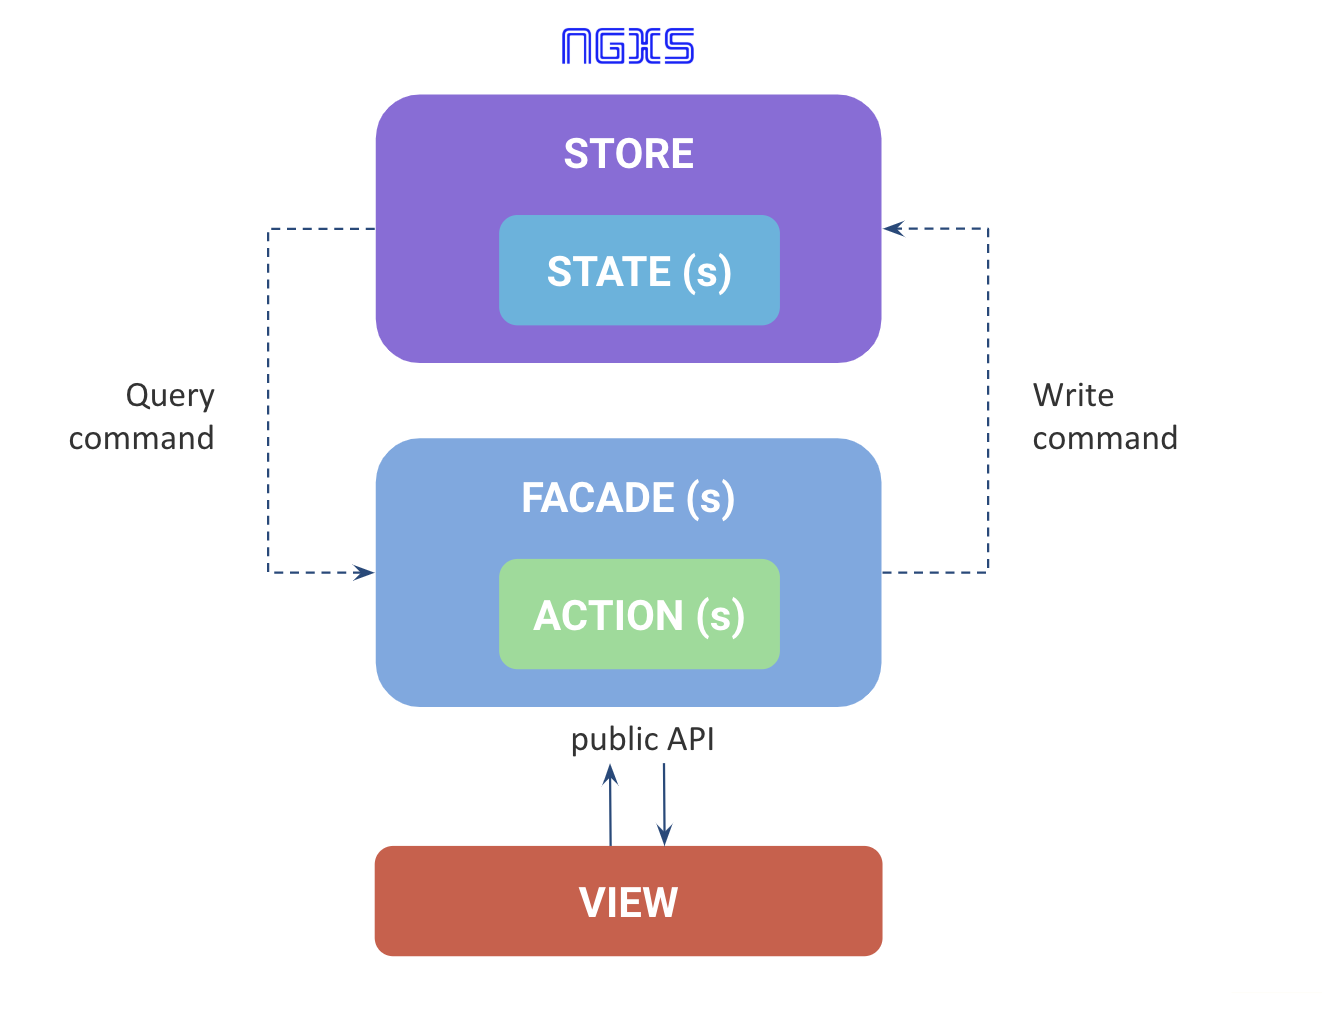 NGXS
STORE
STATE (s)
Query
command
Write
command
FACADE (s)
ACTION (s)
public API
VIEW